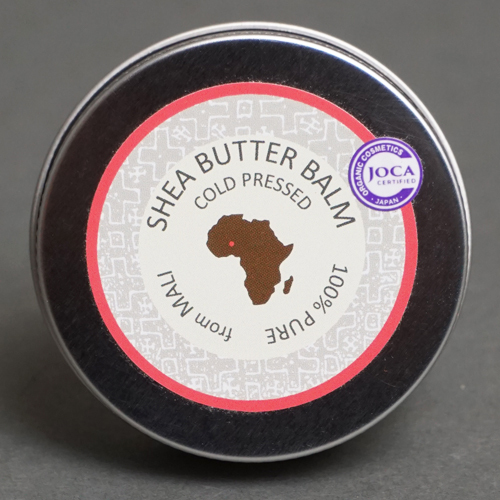 SHEA BUTTER BALM
COLD PRESSED
from MALI
100% PURE
ORGANIC COSMETICS
JOCA
CERTIFIED
· JAPAN ·